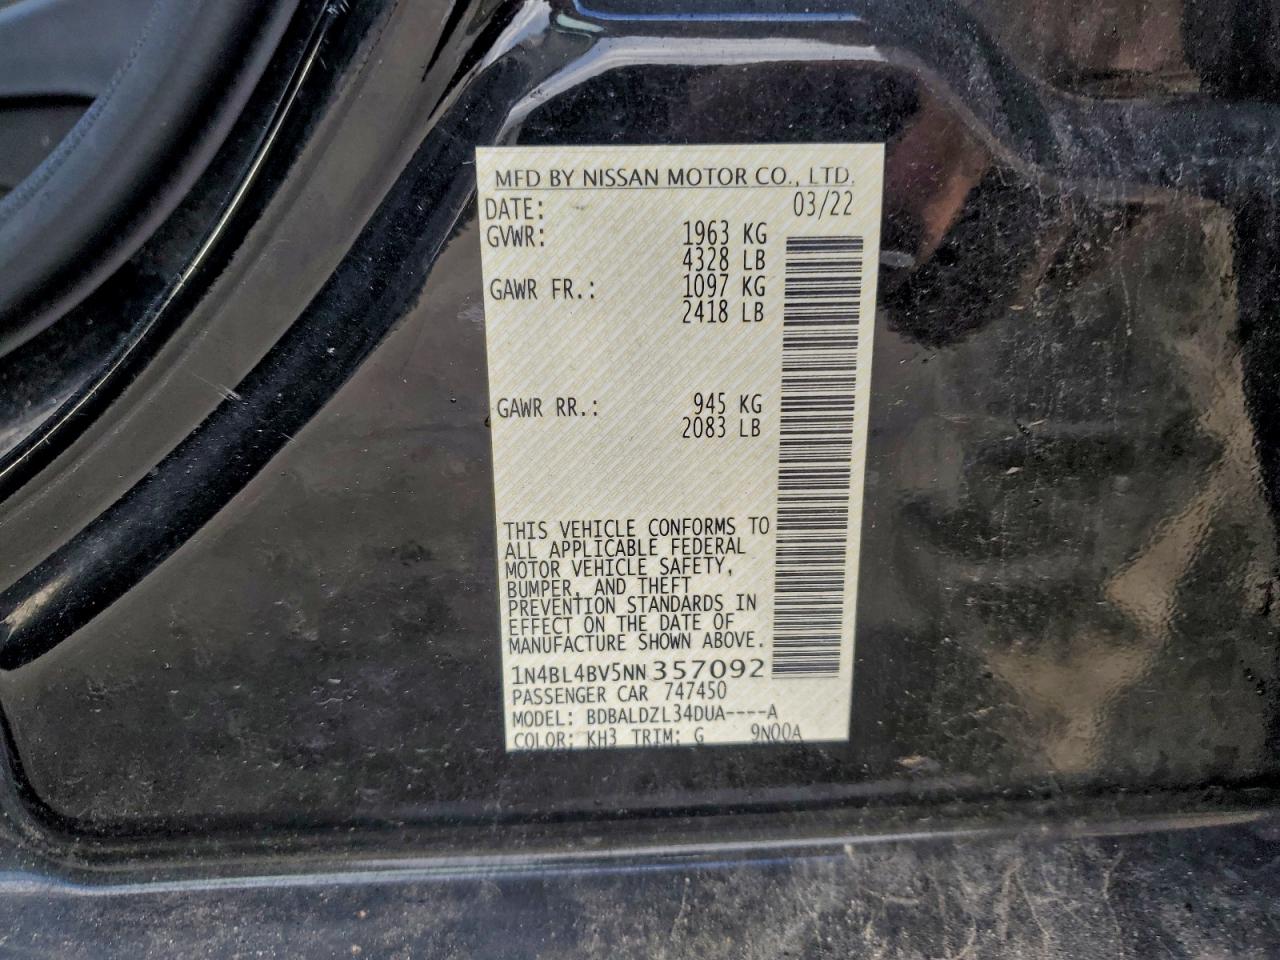 MFD BY NISSAN MOTOR CO., LTD.
DATE: 03/22
GVWR: 1963 KG
4328 LB
GAWR FR.: 1097 KG
2418 LB
GAWR RR.: 945 KG
2083 LB
THIS VEHICLE CONFORMS TO
ALL APPLICABLE FEDERAL
MOTOR VEHICLE SAFETY,
BUMPER, AND THEFT
PREVENTION STANDARDS IN
EFFECT ON THE DATE OF
MANUFACTURE SHOWN ABOVE.
1N4BL4BV5NN357092
PASSENGER CAR 747450
MODEL: BDBALDZL34DUA----A
COLOR: KH3 TRIM: G 9N00A